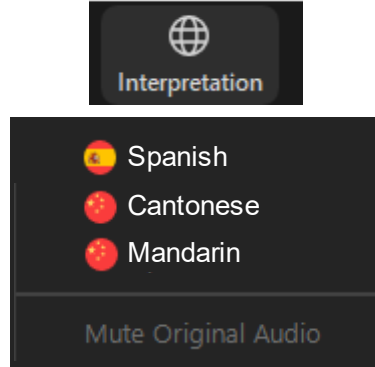 Interpretation
Spanish
Cantonese
Mandarin
Mute Original Audio